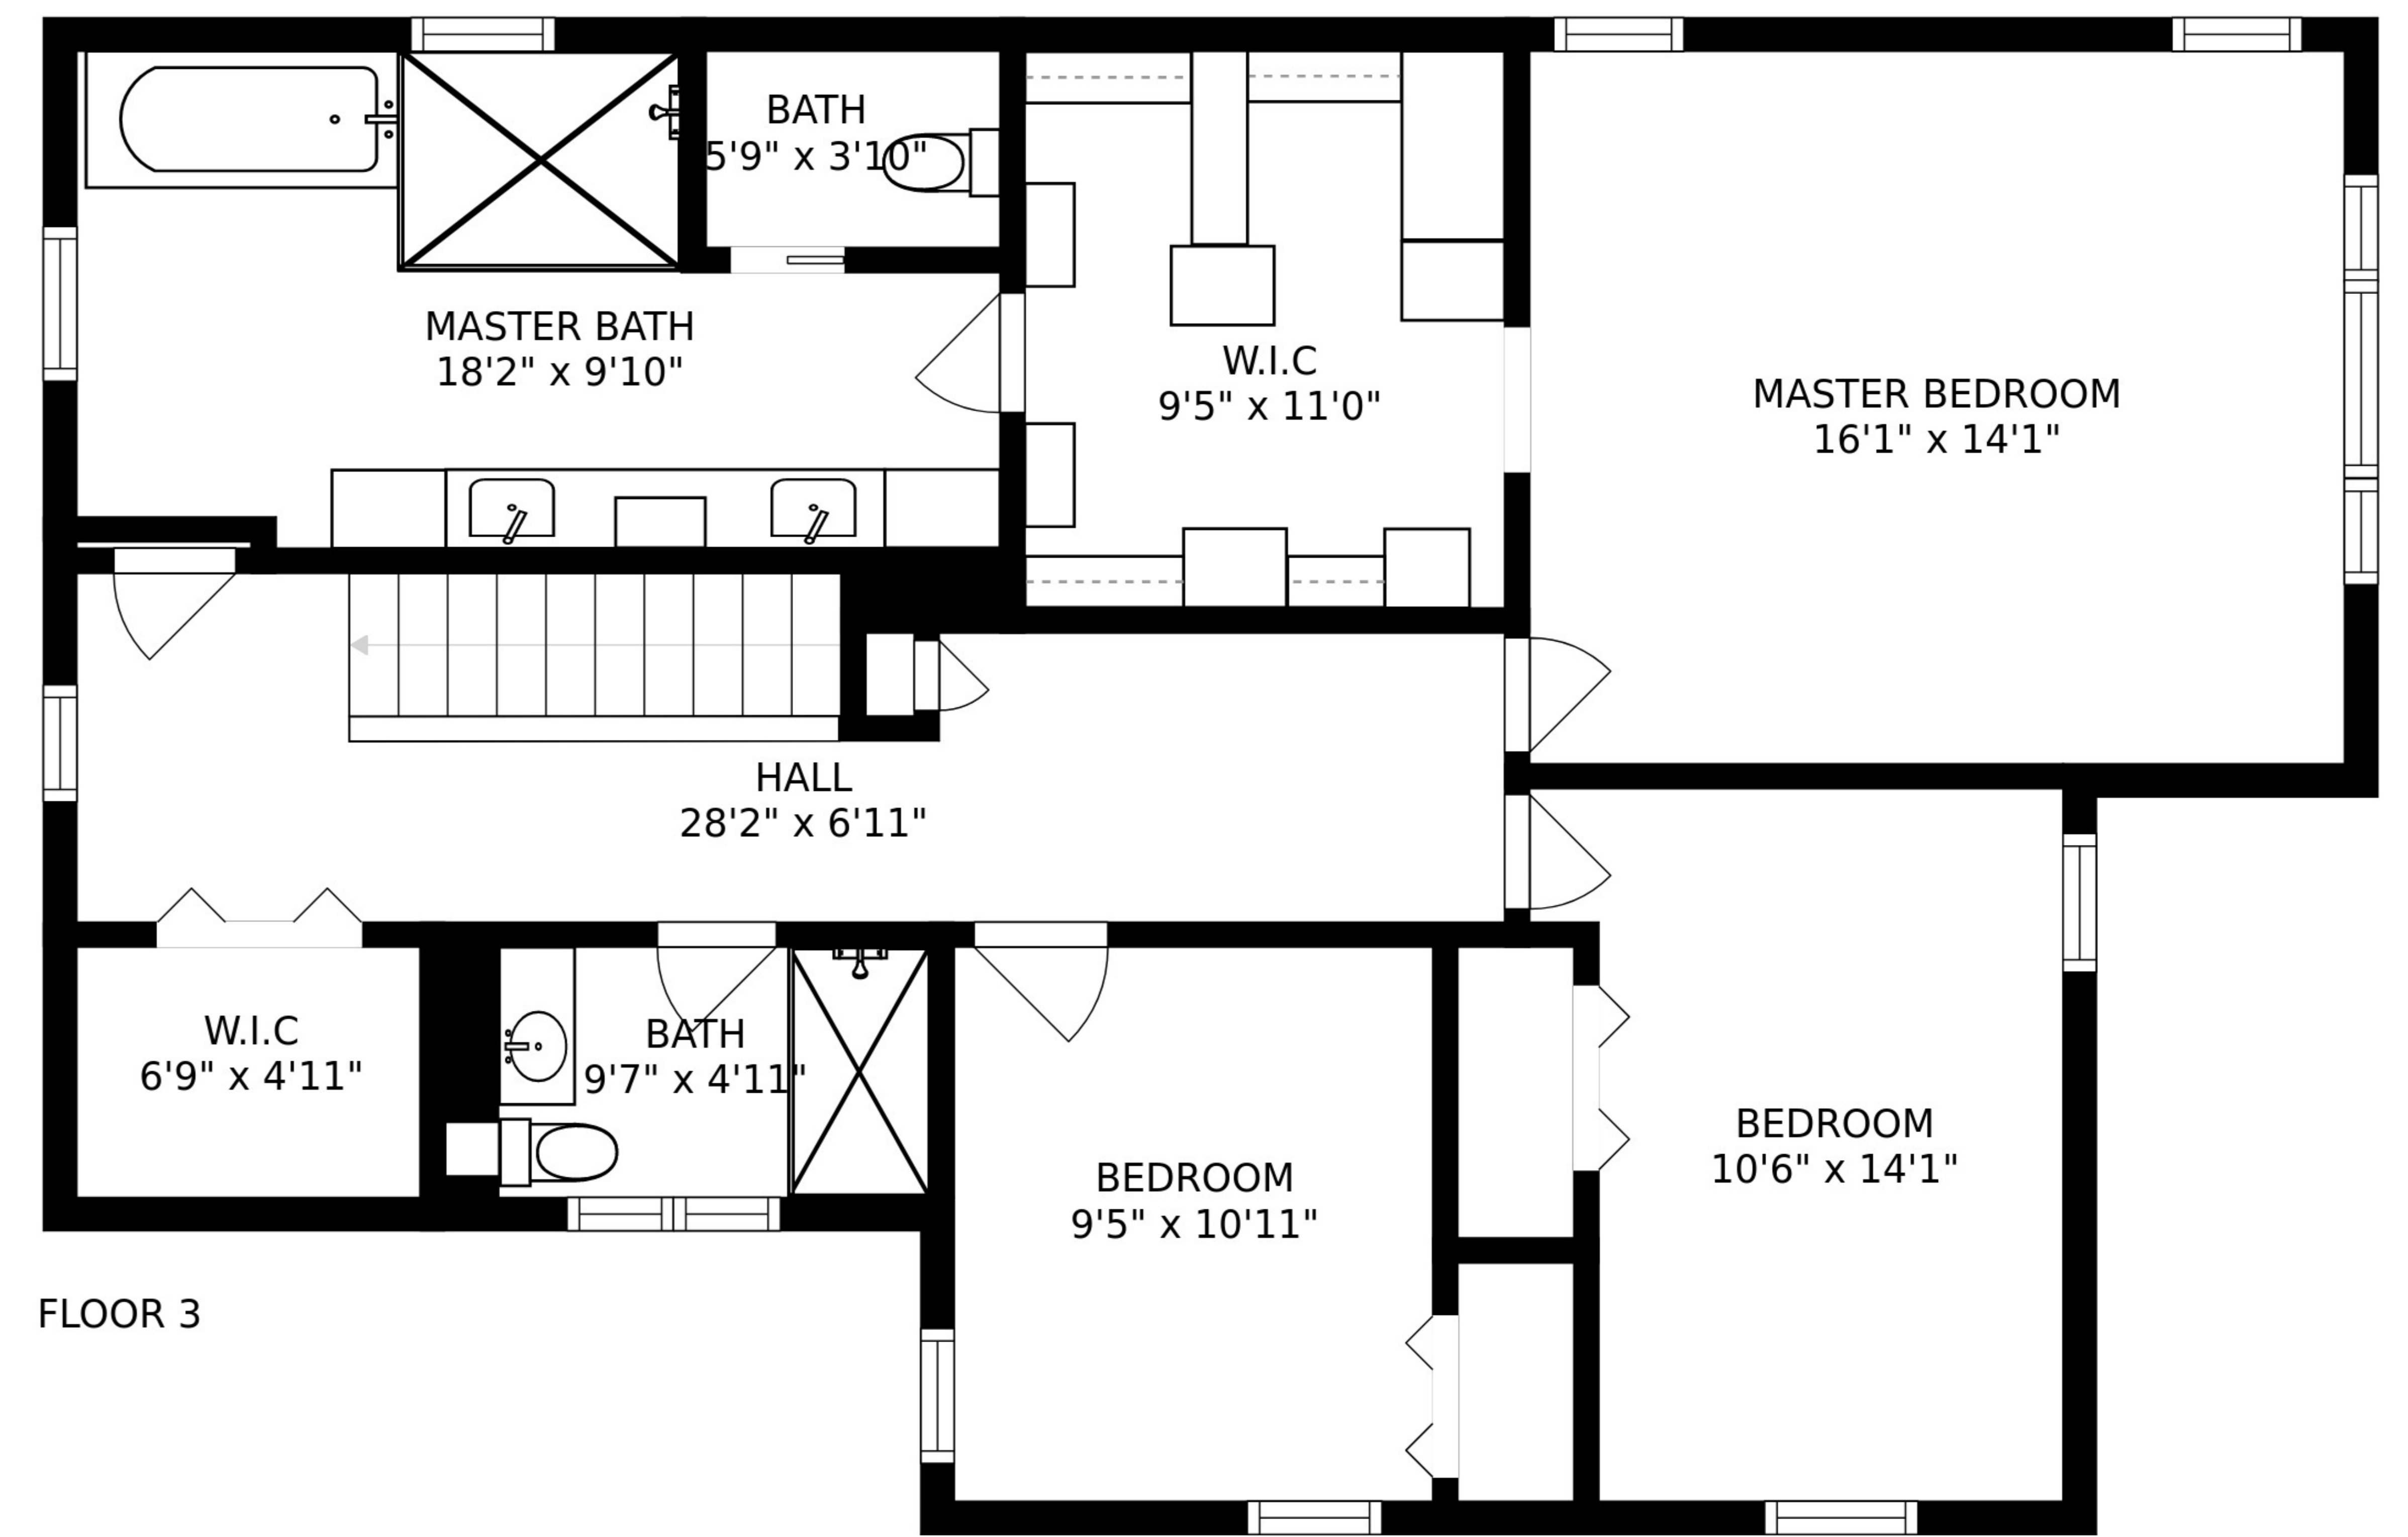 BATH
5'9" x 3'10"
MASTER BATH
18'2" x 9'10"
W.I.C
9'5" x 11'0"
MASTER BEDROOM
16'1" x 14'1"
HALL
28'2" x 6'11"
W.I.C
6'9" x 4'11"
BATH
9'7" x 4'11"
BEDROOM
9'5" x 10'11"
BEDROOM
10'6" x 14'1"
FLOOR 3